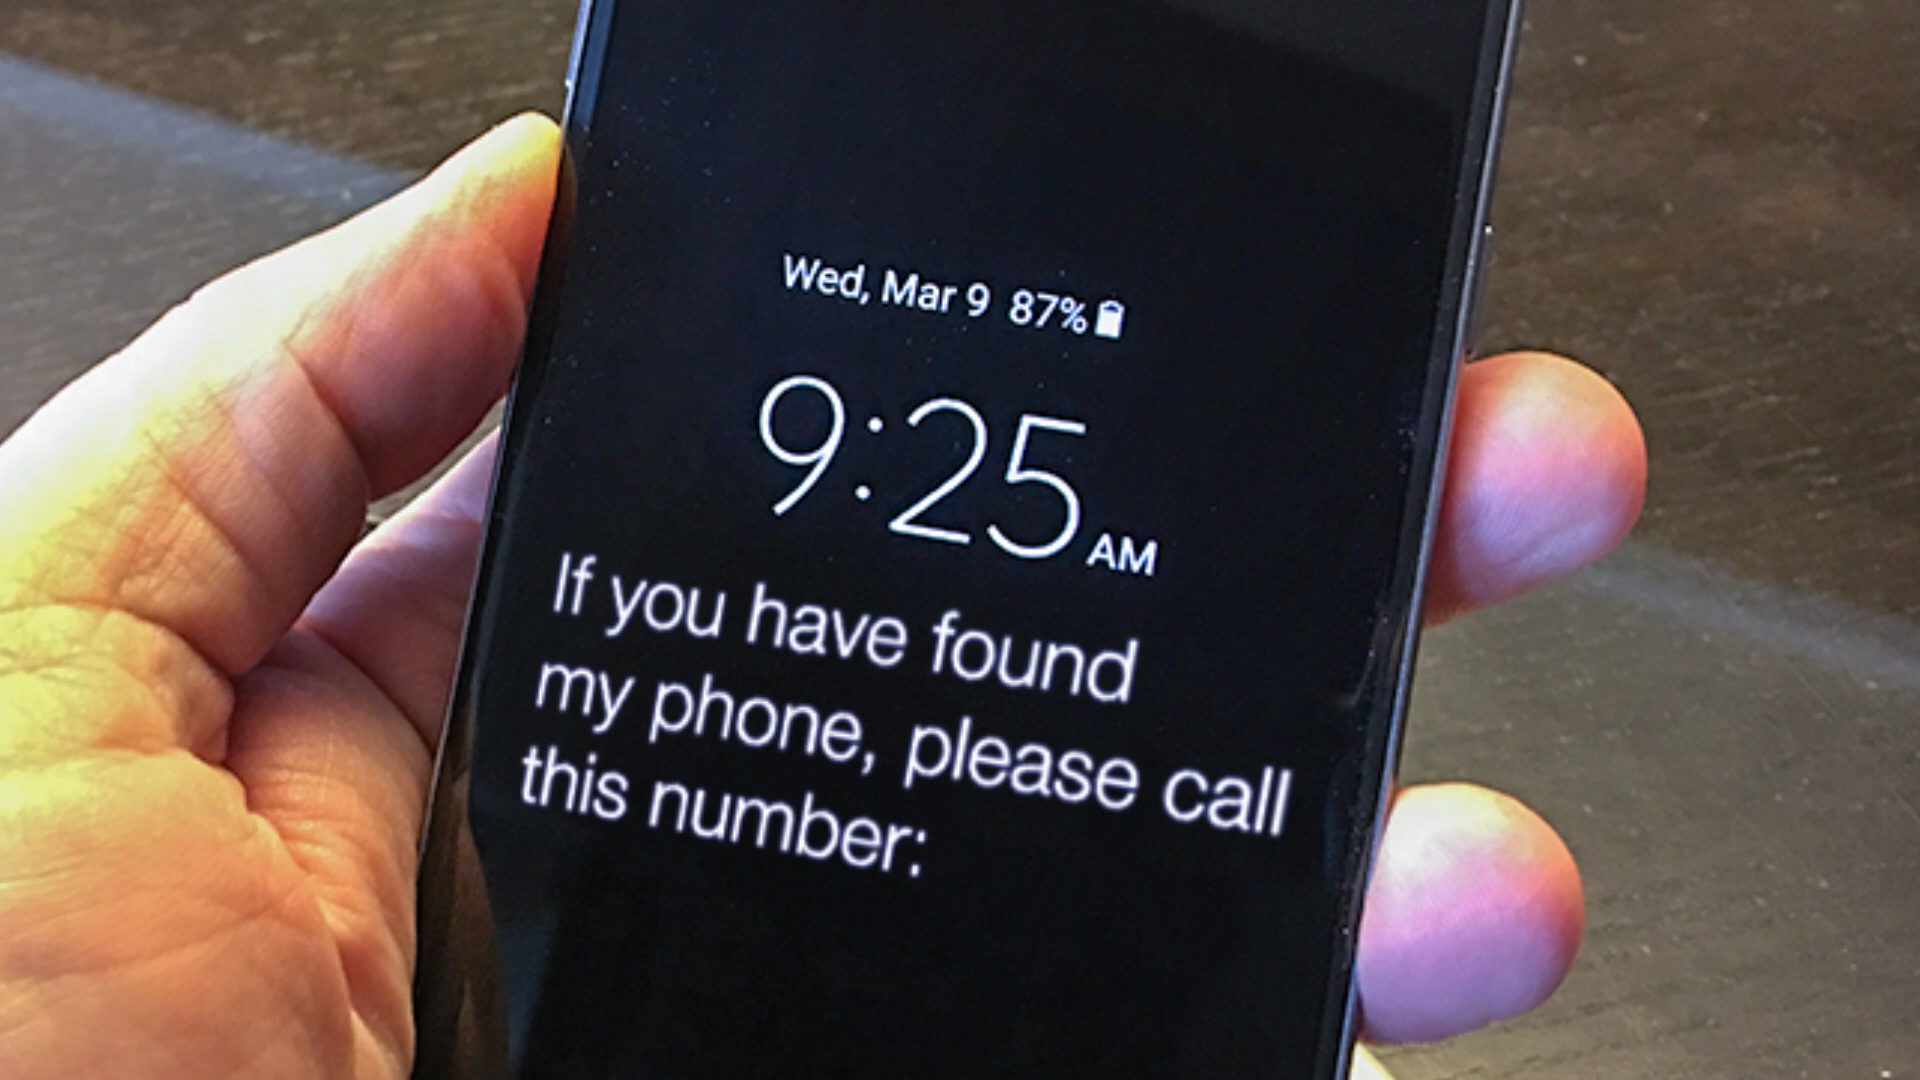 Wed, Mar 9 87%
9:25 AM
If you have found
my phone, please call
this number: